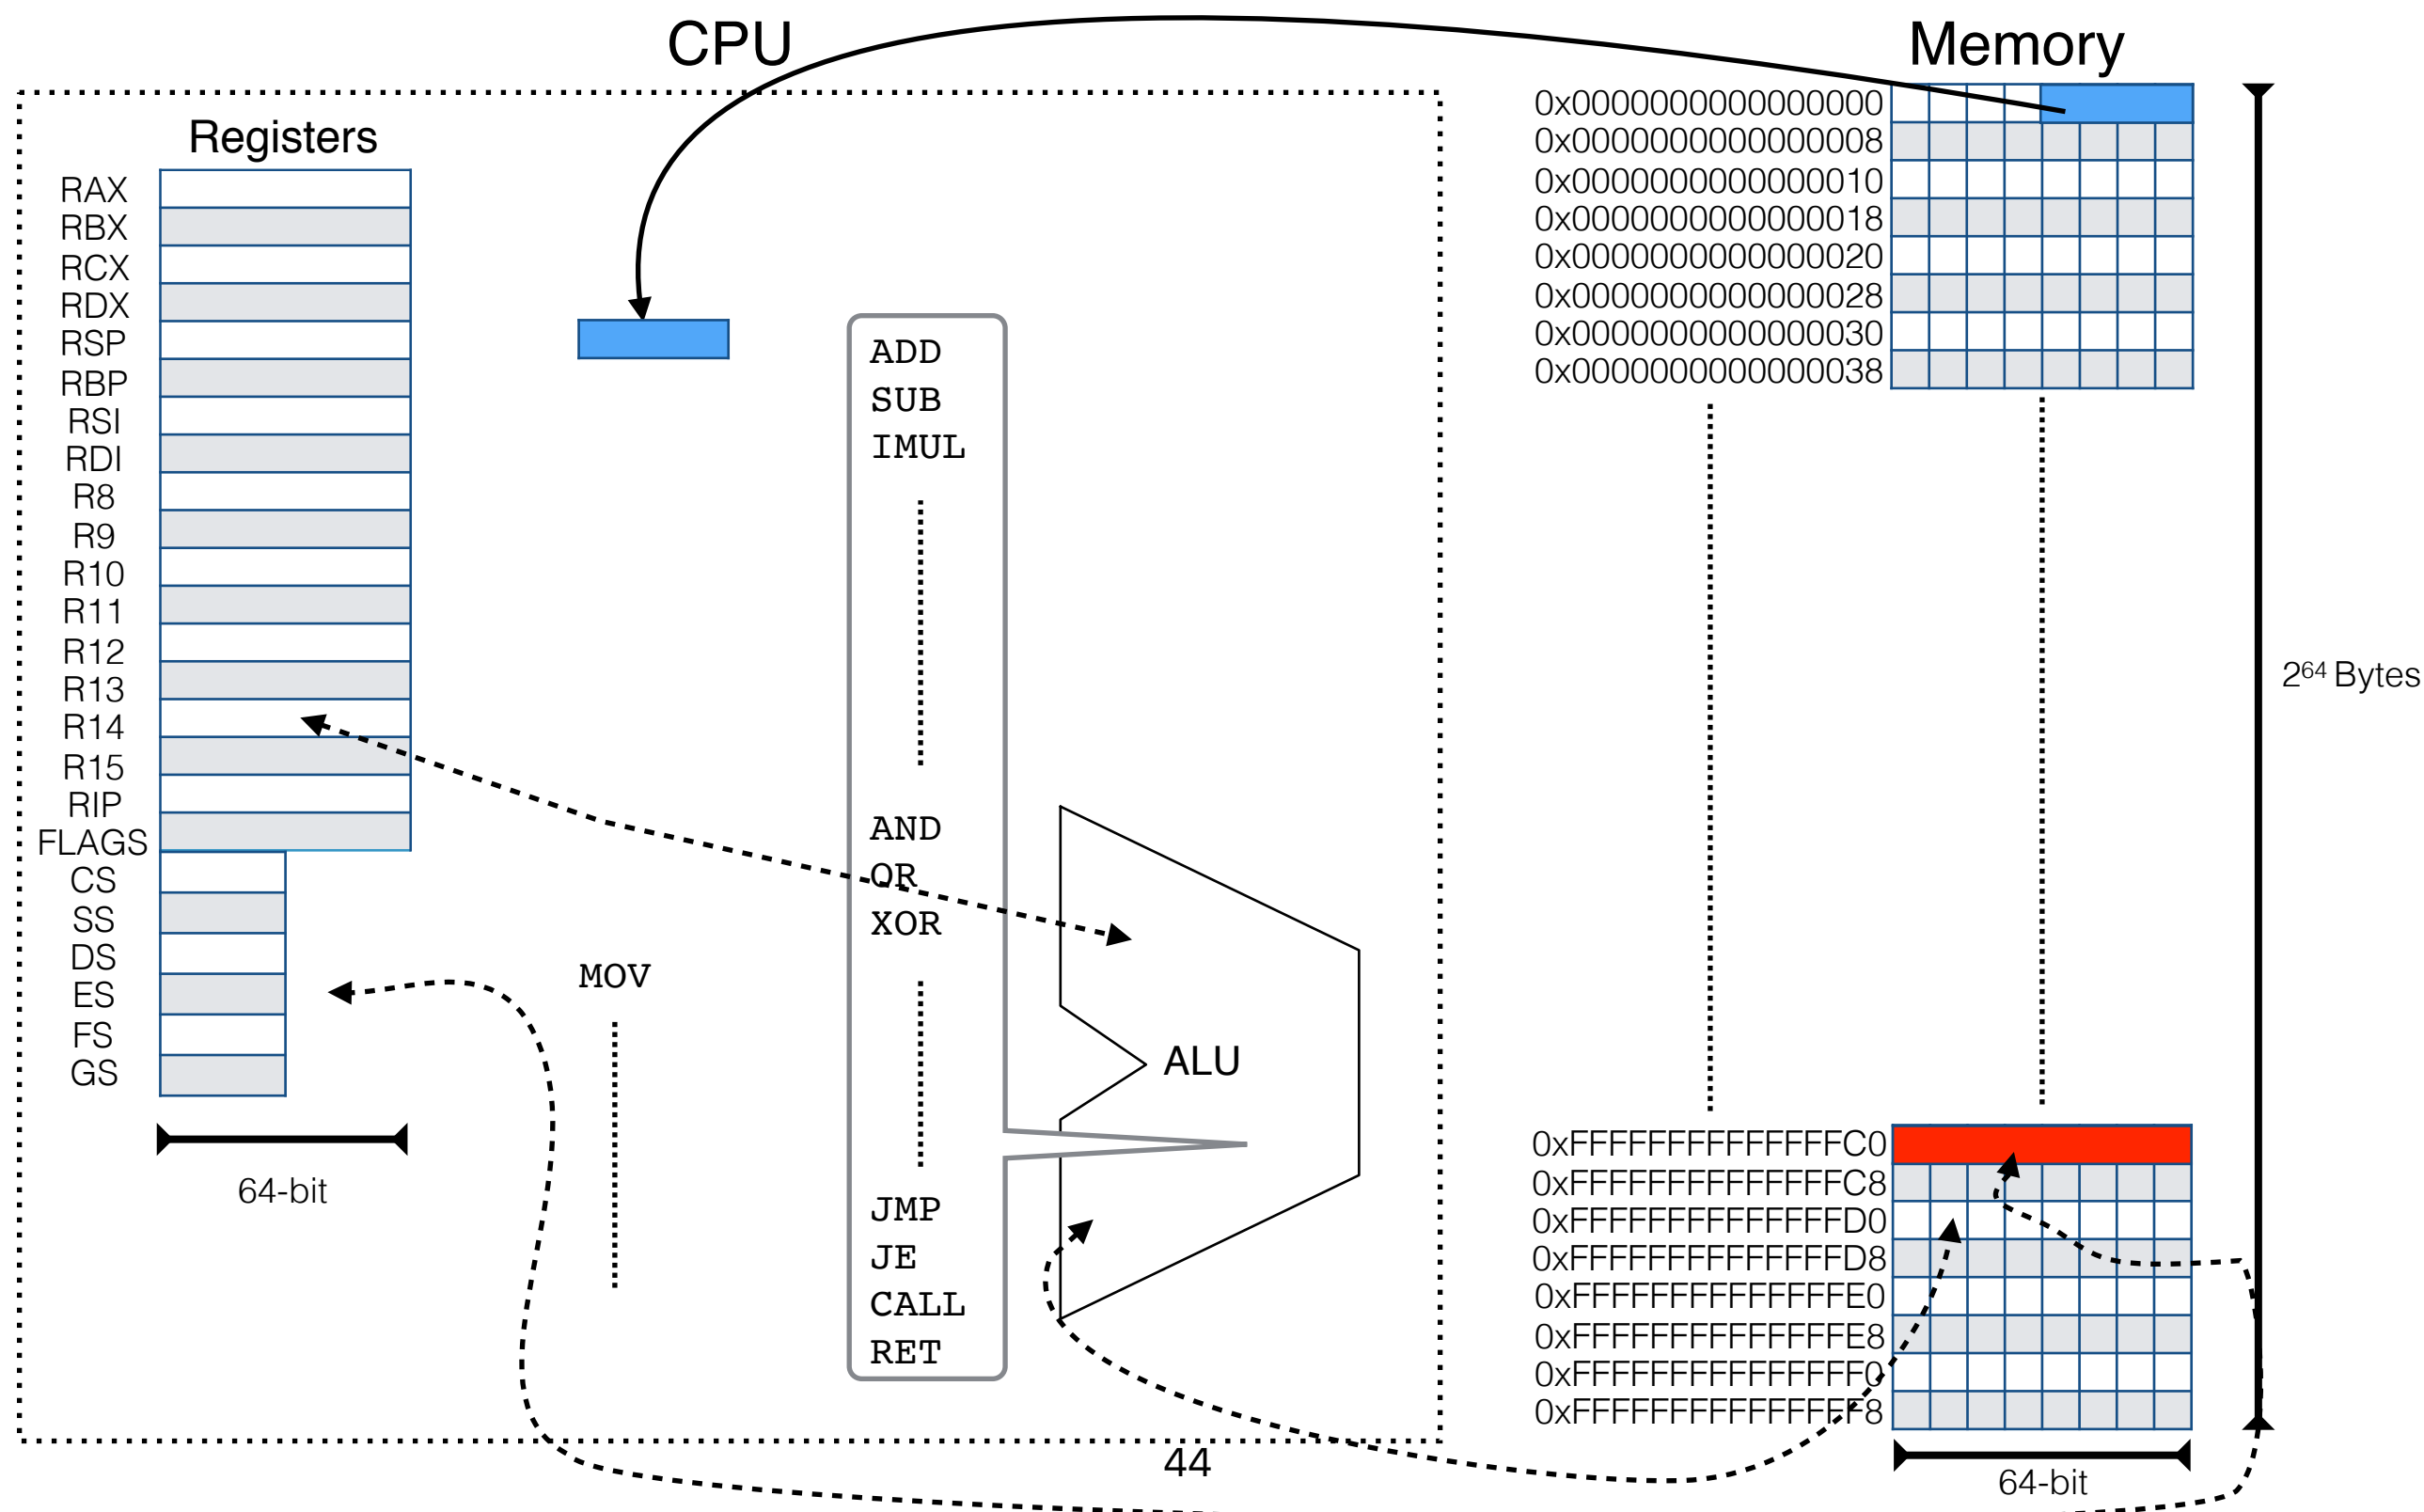 CPU
Memory
Registers
RAX
RBX
RCX
RDX
RSP
RBP
RSI
RDI
R8
R9
R10
R11
R12
R13
R14
R15
RIP
FLAGS
CS
SS
DS
ES
FS
GS
64-bit
MOV
ADD
SUB
IMUL
AND
OR
XOR
JMP
JE
CALL
RET
ALU
0x0000000000000000
0x0000000000000008
0x0000000000000010
0x0000000000000018
0x0000000000000020
0x0000000000000028
0x0000000000000030
0x0000000000000038
0xFFFFFFFFFFFFFFC0
0xFFFFFFFFFFFFFFC8
0xFFFFFFFFFFFFFFD0
0xFFFFFFFFFFFFFFD8
0xFFFFFFFFFFFFFFE0
0xFFFFFFFFFFFFFFE8
0xFFFFFFFFFFFFFFF0
0xFFFFFFFFFFFFFFF8
64-bit
2⁶⁴ Bytes
44